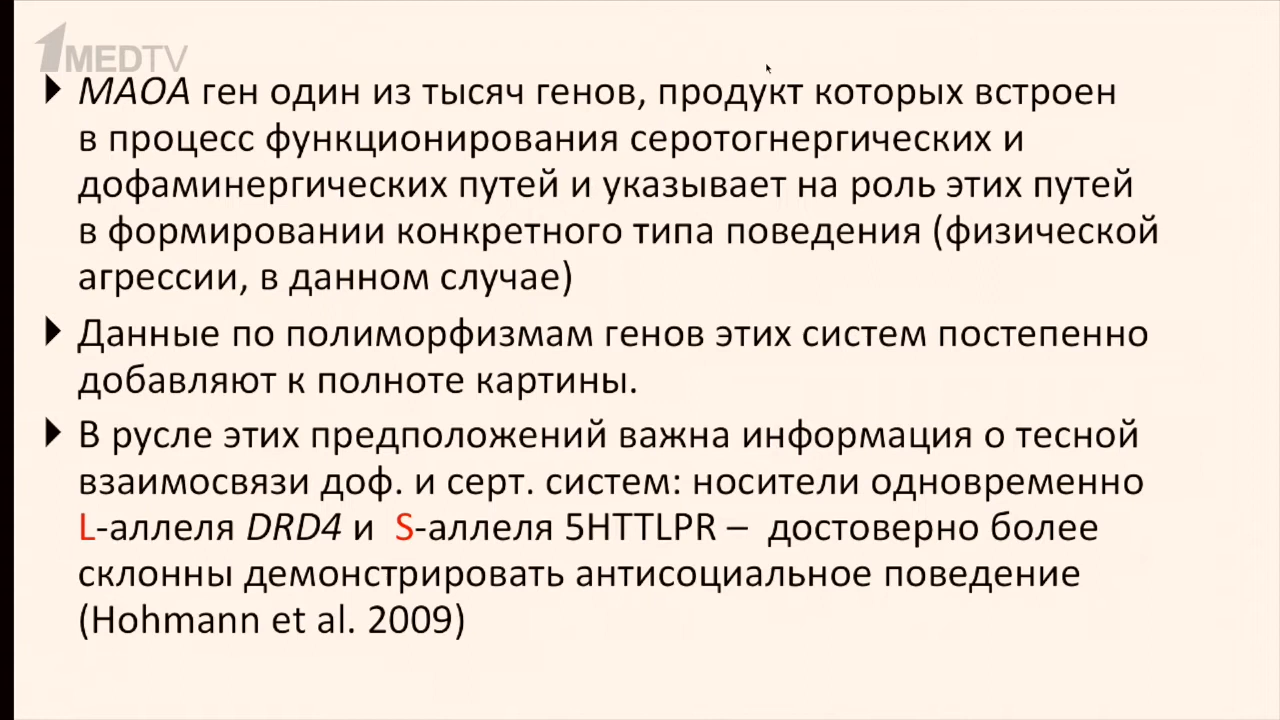 1MEDTV
MAOA ген один из тысяч генов, продукт которых встроен
в процесс функционирования серотогнергических и
дофаминергических путей и указывает на роль этих путей
в формировании конкретного типа поведения (физической
агрессии, в данном случае)
Данные по полиморфизмам генов этих систем постепенно
добавляют к полноте картины.
В русле этих предположений важна информация о тесной
взаимосвязи доф. и серт. систем: носители одновременно
L-аллеля DRD4 и S-аллеля 5HTTLPR – достоверно более
склонны демонстрировать антисоциальное поведение
(Hohmann et al. 2009)